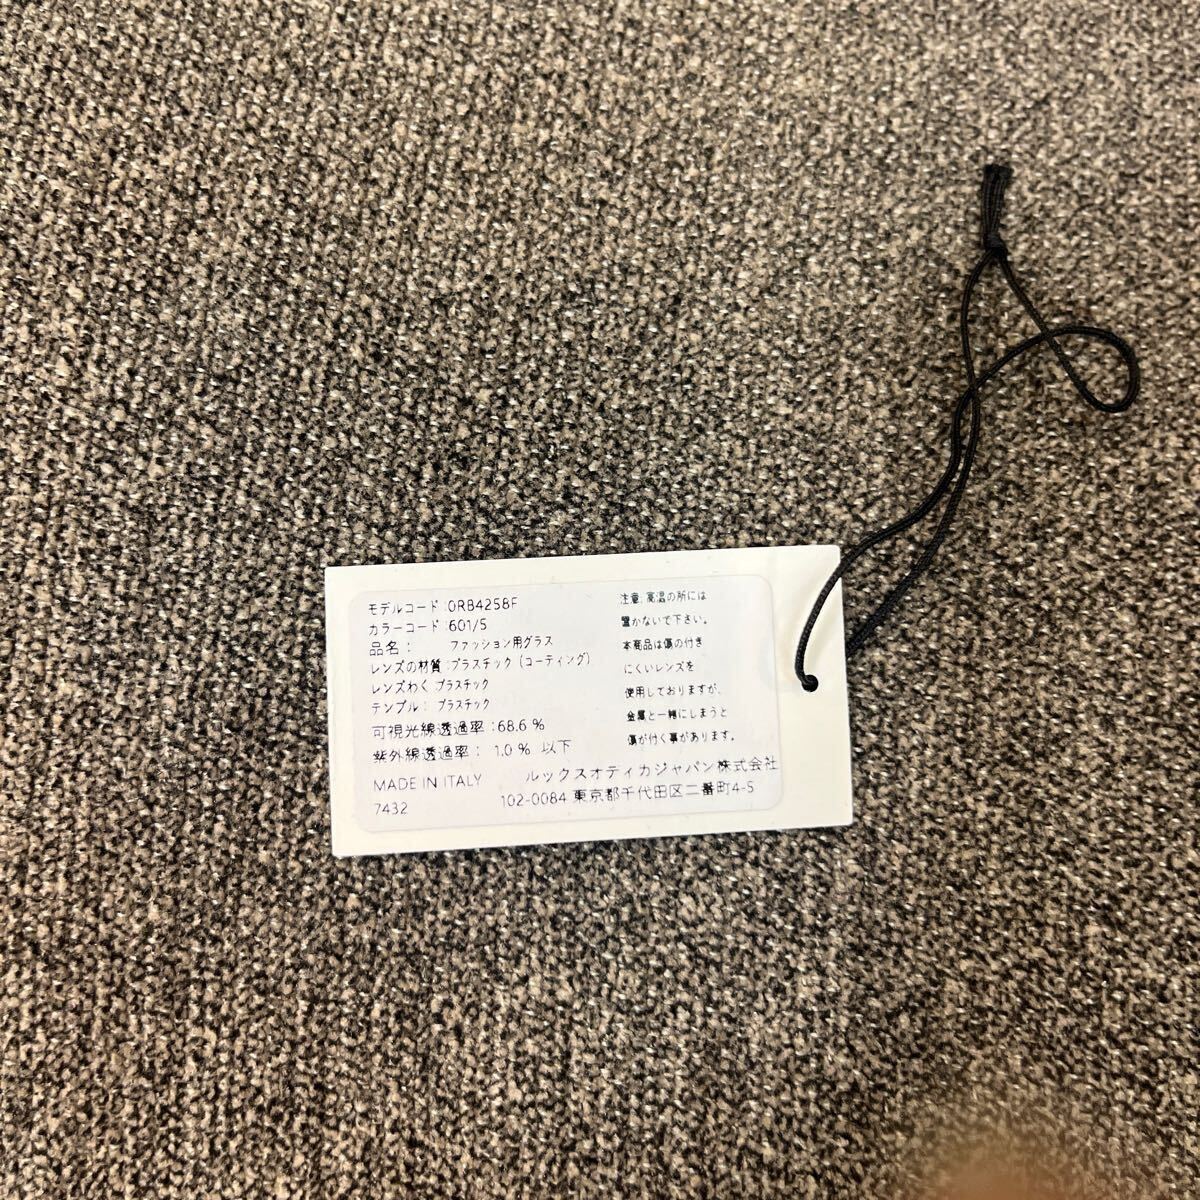 モデルコード:0RB4258F
カラーコード:601/5
品名: ファッション用グラス
レンズの材質:プラスチック(コーティング)
レンズわく プラスチック
テンプル: プラスチック
可視光線透過率:68.6 %
紫外線透過率: 1.0 % 以下
MADE IN ITALY
7432
注意:高温の所には
置かないで下さい。
本商品は傷の付き
にくいレンズを
使用しておりますが、
金属と一緒にしまうと
傷が付く事があります。
ルックスオティカジャパン株式会社
102-0084 東京都千代田区二番町4-5